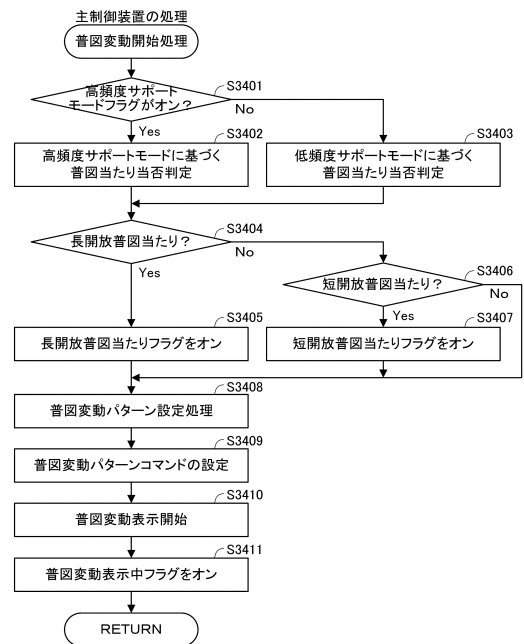 主制御装置の処理
普図変動開始処理
S3401
高頻度サポート
モードフラグがオン？
No
Yes
S3402
高頻度サポートモードに基づく
普図当たり当否判定
S3403
低頻度サポートモードに基づく
普図当たり当否判定
S3404
長開放普図当たり？
No
Yes
S3406
短開放普図当たり？
No
Yes
S3405
長開放普図当たりフラグをオン
S3407
短開放普図当たりフラグをオン
S3408
普図変動パターン設定処理
S3409
普図変動パターンコマンドの設定
S3410
普図変動表示開始
S3411
普図変動表示中フラグをオン
RETURN